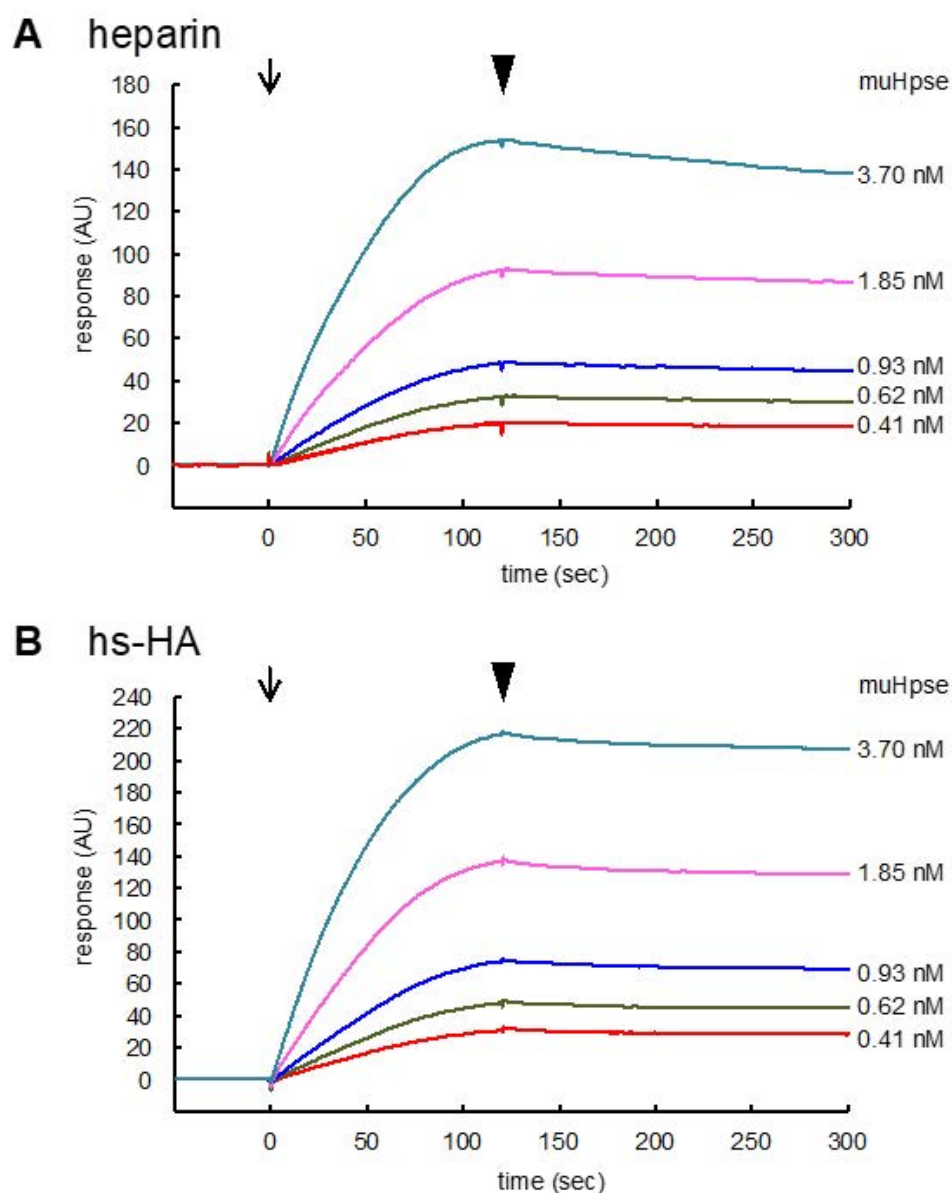 A heparin
muHpse
180
160
140
120
100
80
60
40
20
0
response (AU)
3.70 nM
1.85 nM
0.93 nM
0.62 nM
0.41 nM
0 50 100 150 200 250 300
time (sec)
B hs-HA
muHpse
240
220
200
180
160
140
120
100
80
60
40
20
0
response (AU)
3.70 nM
1.85 nM
0.93 nM
0.62 nM
0.41 nM
0 50 100 150 200 250 300
time (sec)